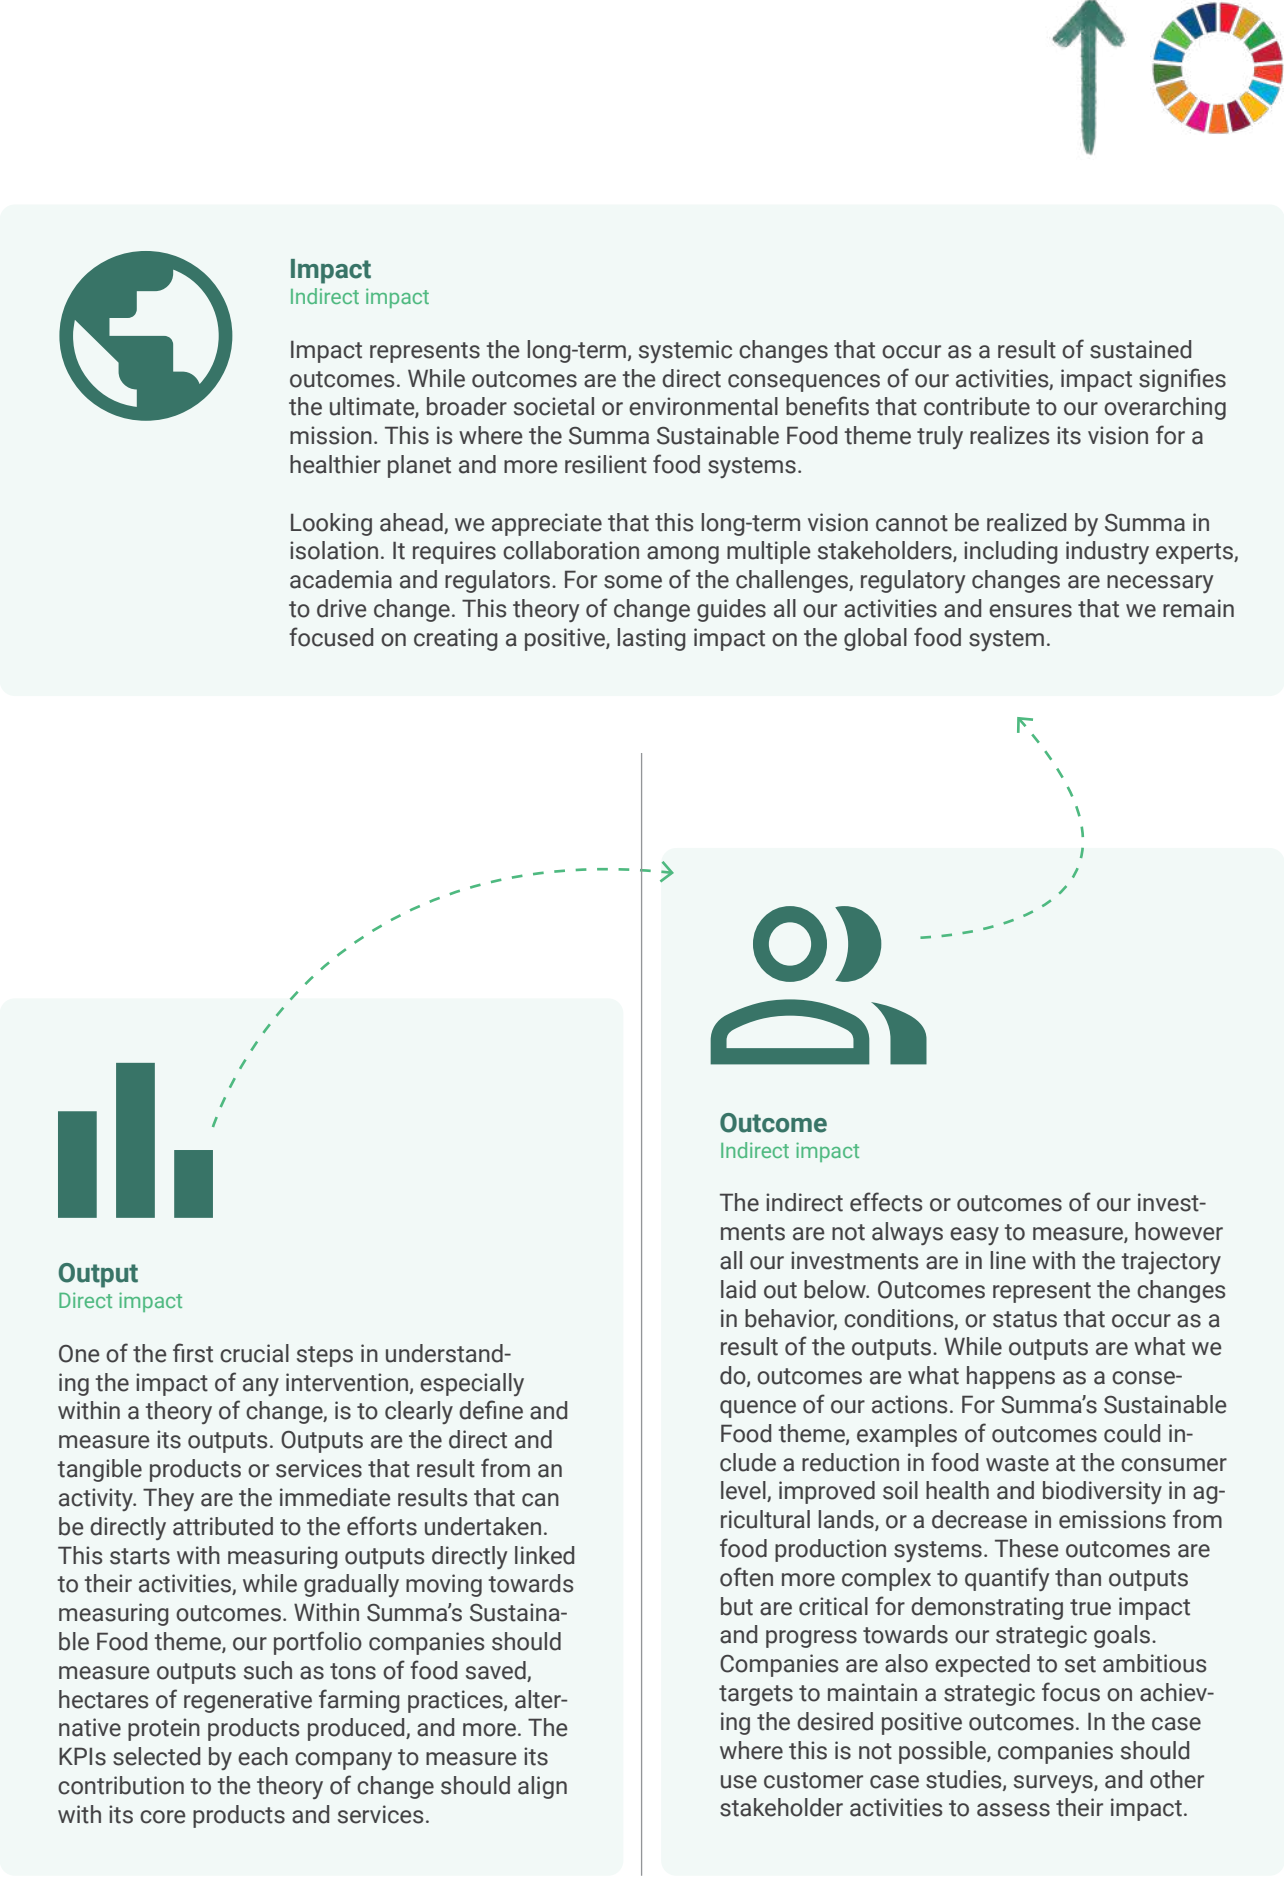 Impact
Indirect impact
Impact represents the long-term, systemic changes that occur as a result of sustained
outcomes. While outcomes are the direct consequences of our activities, impact signifies
the ultimate, broader societal or environmental benefits that contribute to our overarching
mission. This is where the Summa Sustainable Food theme truly realizes its vision for a
healthier planet and more resilient food systems.
Looking ahead, we appreciate that this long-term vision cannot be realized by Summa in
isolation. It requires collaboration among multiple stakeholders, including industry experts,
academia and regulators. For some of the challenges, regulatory changes are necessary
to drive change. This theory of change guides all our activities and ensures that we remain
focused on creating a positive, lasting impact on the global food system.
Output
Direct impact
One of the first crucial steps in understand-
ing the impact of any intervention, especially
within a theory of change, is to clearly define and
measure its outputs. Outputs are the direct and
tangible products or services that result from an
activity. They are the immediate results that can
be directly attributed to the efforts undertaken.
This starts with measuring outputs directly linked
to their activities, while gradually moving towards
measuring outcomes. Within Summa's Sustaina-
ble Food theme, our portfolio companies should
measure outputs such as tons of food saved,
hectares of regenerative farming practices, alter-
native protein products produced, and more. The
KPIs selected by each company to measure its
contribution to the theory of change should align
with its core products and services.
Outcome
Indirect impact
The indirect effects or outcomes of our invest-
ments are not always easy to measure, however
all our investments are in line with the trajectory
laid out below. Outcomes represent the changes
in behavior, conditions, or status that occur as a
result of the outputs. While outputs are what we
do, outcomes are what happens as a conse-
quence of our actions. For Summa's Sustainable
Food theme, examples of outcomes could in-
clude a reduction in food waste at the consumer
level, improved soil health and biodiversity in ag-
ricultural lands, or a decrease in emissions from
food production systems. These outcomes are
often more complex to quantify than outputs
but are critical for demonstrating true impact
and progress towards our strategic goals.
Companies are also expected to set ambitious
targets to maintain a strategic focus on achiev-
ing the desired positive outcomes. In the case
where this is not possible, companies should
use customer case studies, surveys, and other
stakeholder activities to assess their impact.